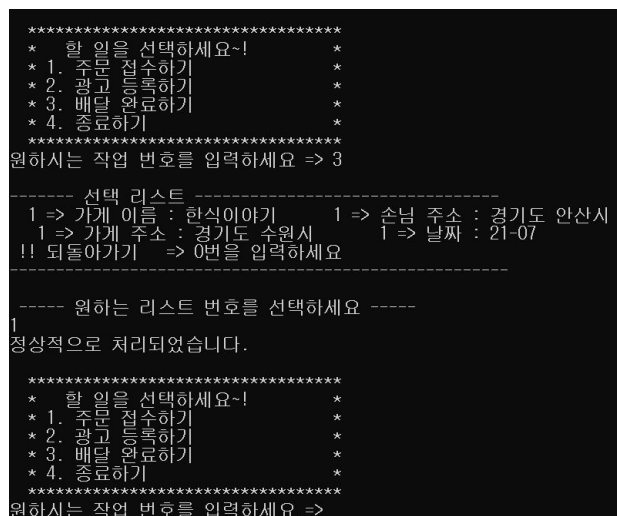 *********************************
*   할 일을 선택하세요~!         *
* 1. 주문 접수하기               *
* 2. 광고 등록하기               *
* 3. 배달 완료하기               *
* 4. 종료하기                    *
*********************************
원하시는 작업 번호를 입력하세요 => 3
------- 선택 리스트 ---------------------------------
1 => 가게 이름 : 한식이야기      1 => 손님 주소 : 경기도 안산시
1 => 가게 주소 : 경기도 수원시       1 => 날짜 : 21-07
!! 되돌아가기   => 0번을 입력하세요
------------------------------------------------------
----- 원하는 리스트 번호를 선택하세요 -----
1
정상적으로 처리되었습니다.
*********************************
*   할 일을 선택하세요~!         *
* 1. 주문 접수하기               *
* 2. 광고 등록하기               *
* 3. 배달 완료하기               *
* 4. 종료하기                    *
*********************************
원하시는 작업 번호를 입력하세요 =>